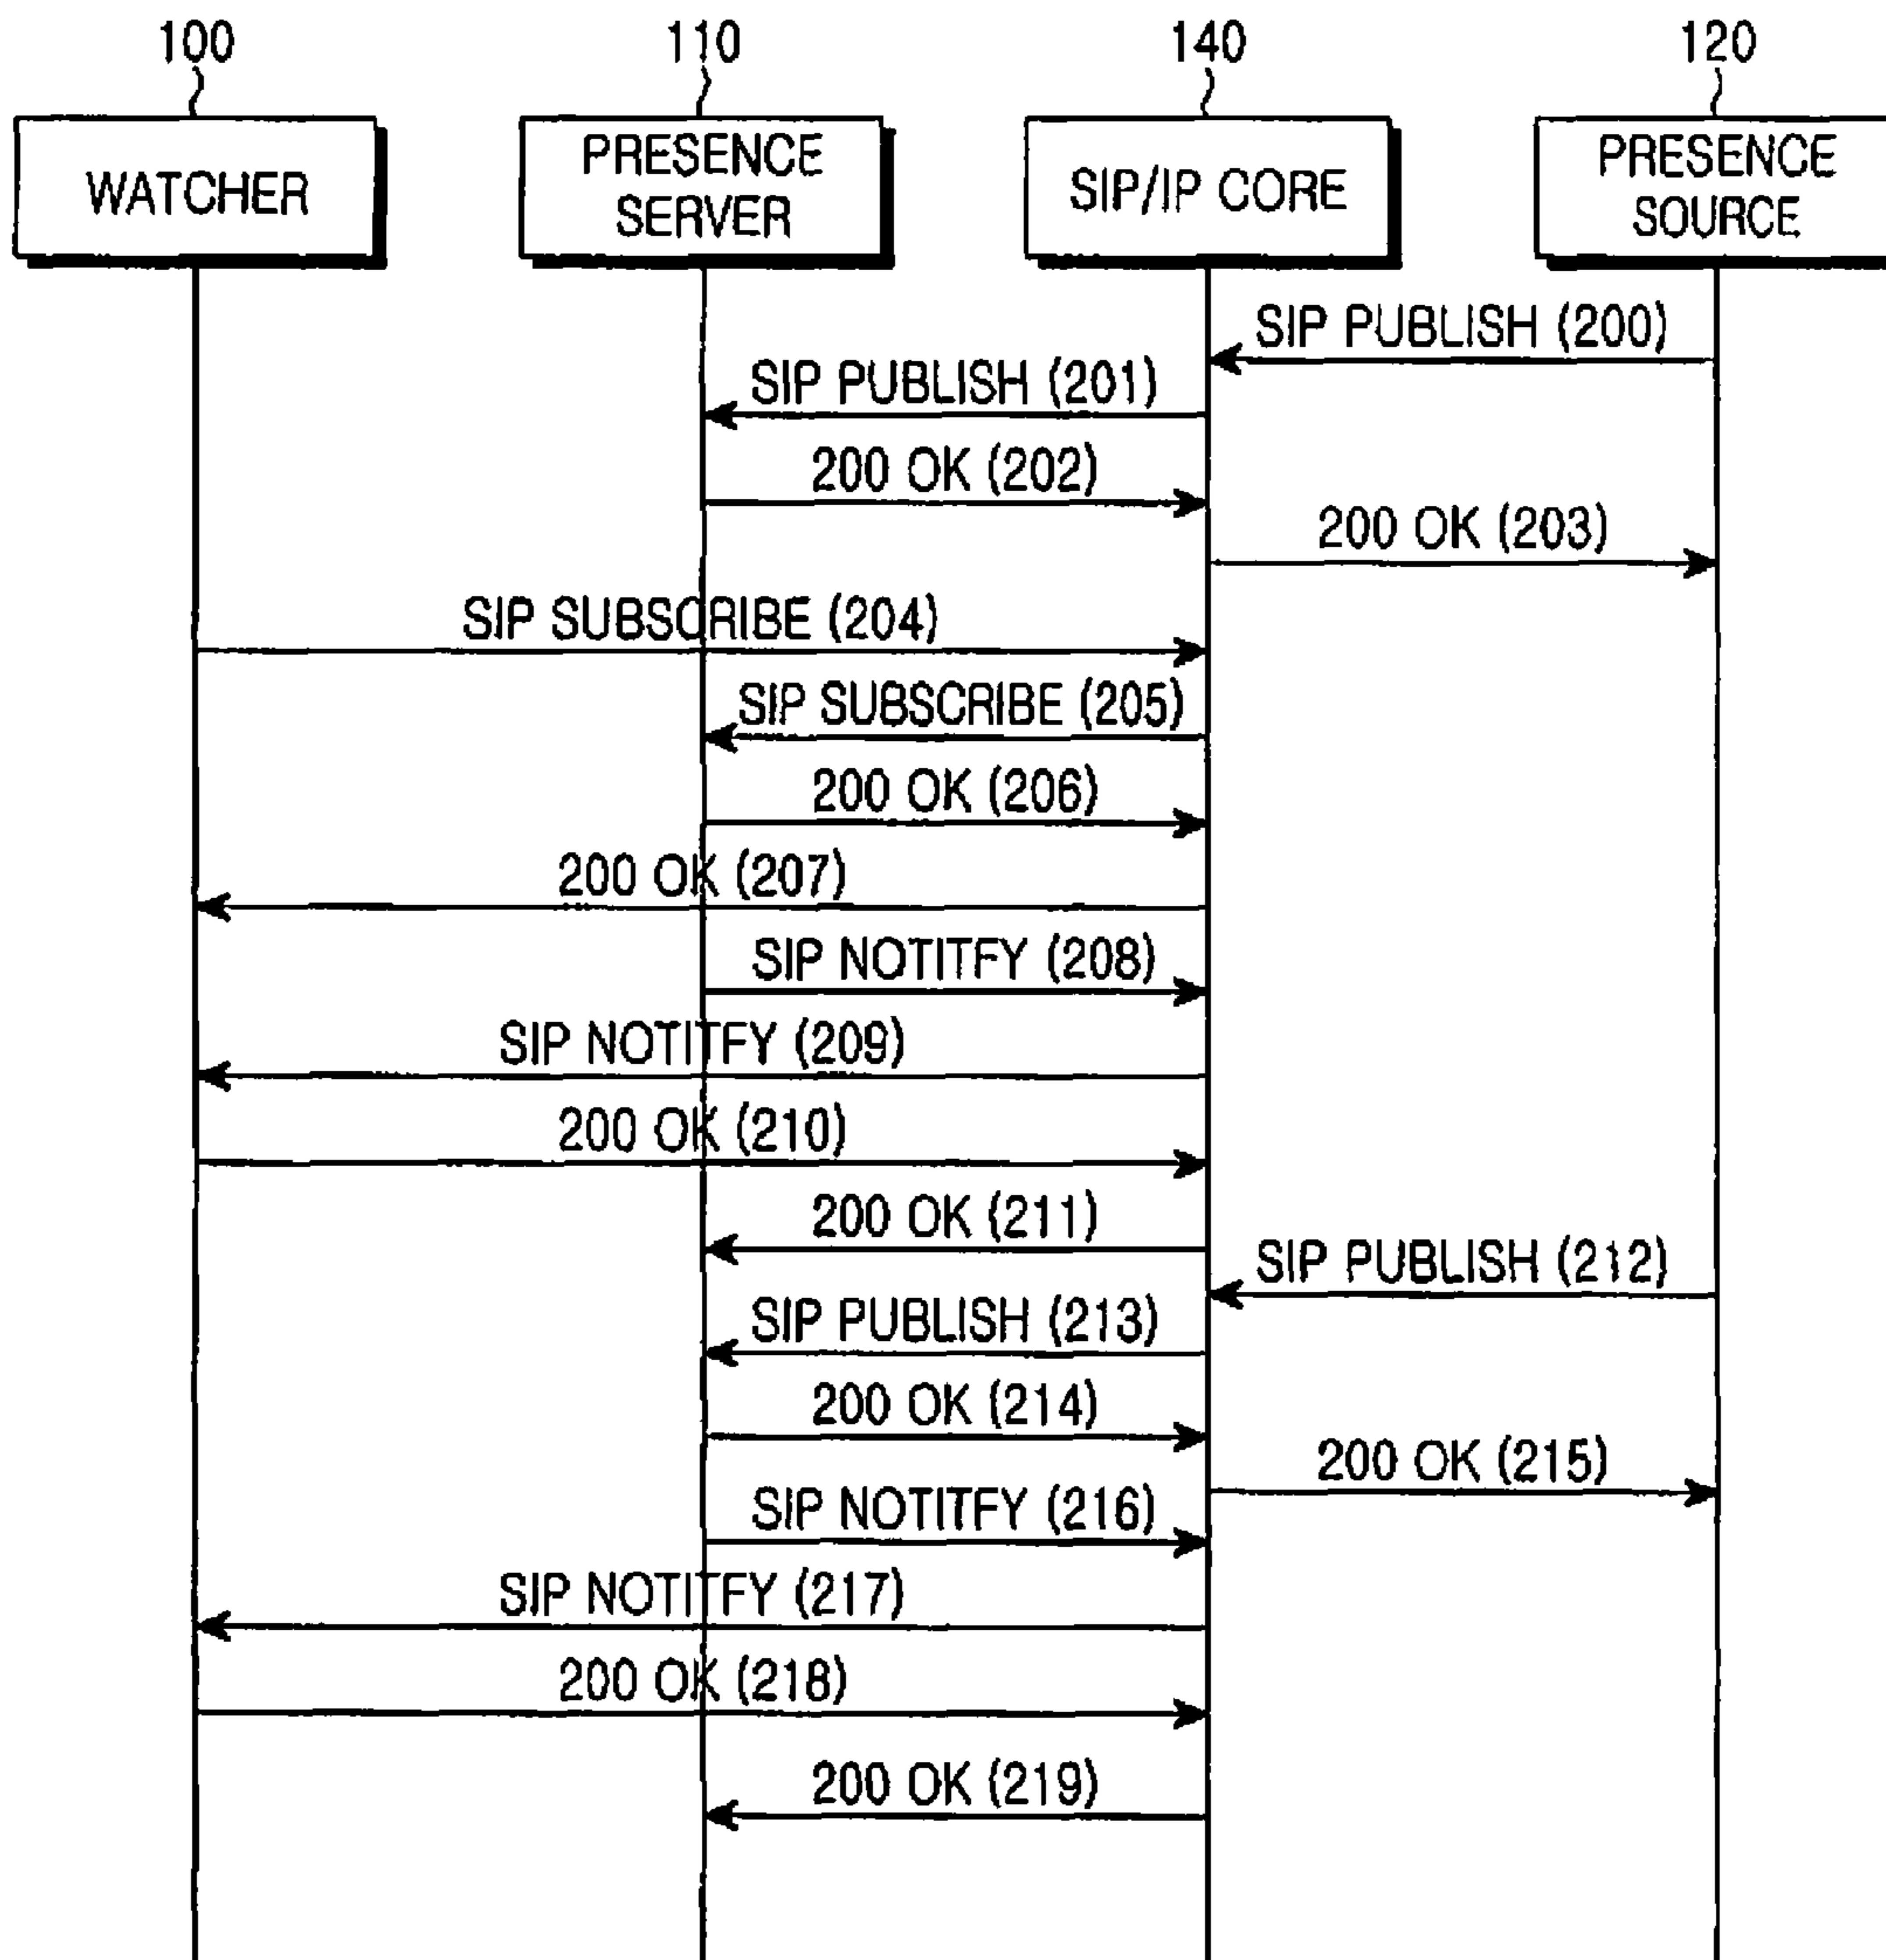 100
110
140
120
WATCHER
PRESENCE
SERVER
SIP/IP CORE
PRESENCE
SOURCE
SIP PUBLISH (200)
SIP PUBLISH (201)
200 OK (202)
200 OK (203)
SIP SUBSCRIBE (204)
SIP SUBSCRIBE (205)
200 OK (206)
200 OK (207)
SIP NOTITFY (208)
SIP NOTITFY (209)
200 OK (210)
200 OK (211)
SIP PUBLISH (212)
SIP PUBLISH (213)
200 OK (214)
200 OK (215)
SIP NOTITFY (216)
SIP NOTITFY (217)
200 OK (218)
200 OK (219)